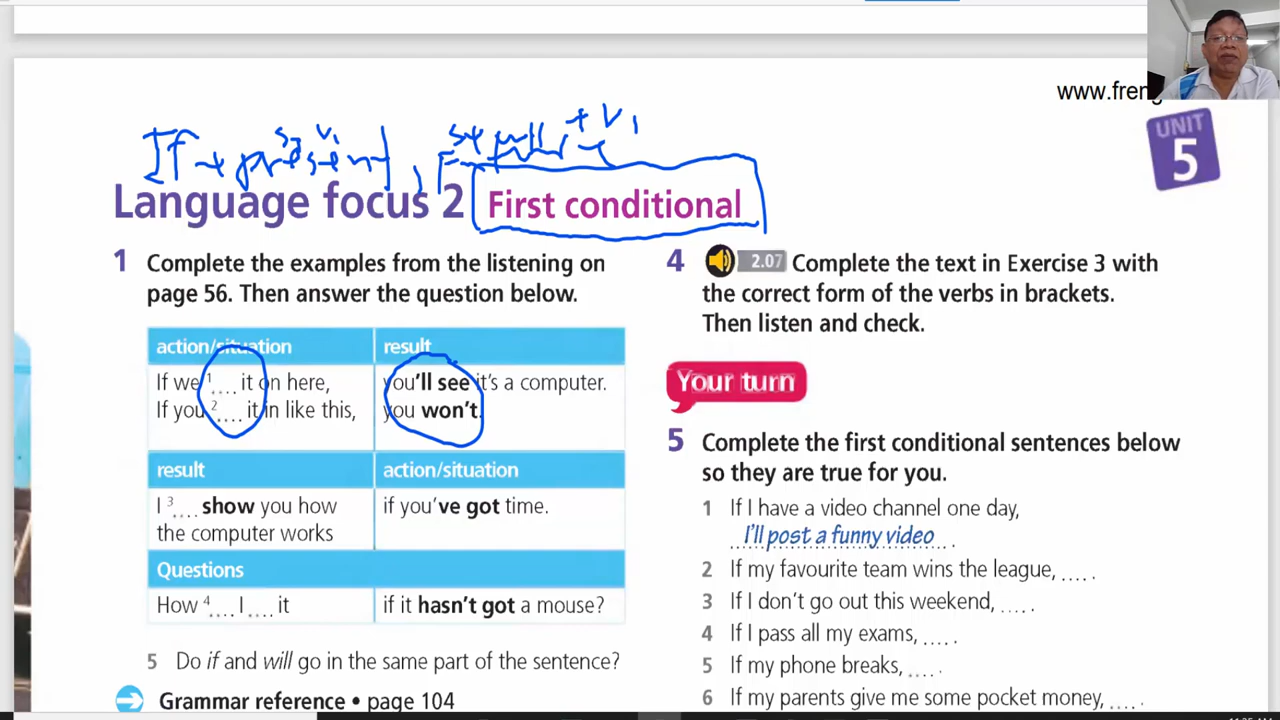 www.freng
UNIT
5
If + present, S + will + V1
S + V1
Language focus 2 First conditional
1 Complete the examples from the listening on
page 56. Then answer the question below.
action/situation result
If we 1.... it on here, you'll see it's a computer.
If you 2.... it in like this, you won't.
result action/situation
I 3.... show you how if you've got time.
the computer works
Questions
How 4.... I .... it if it hasn't got a mouse?
5 Do if and will go in the same part of the sentence?
Grammar reference • page 104
4 2.07 Complete the text in Exercise 3 with
the correct form of the verbs in brackets.
Then listen and check.
Your turn
5 Complete the first conditional sentences below
so they are true for you.
1 If I have a video channel one day,
I'll post a funny video .
2 If my favourite team wins the league, .... .
3 If I don't go out this weekend, .... .
4 If I pass all my exams, .... .
5 If my phone breaks, .... .
6 If my parents give me some pocket money, .... .